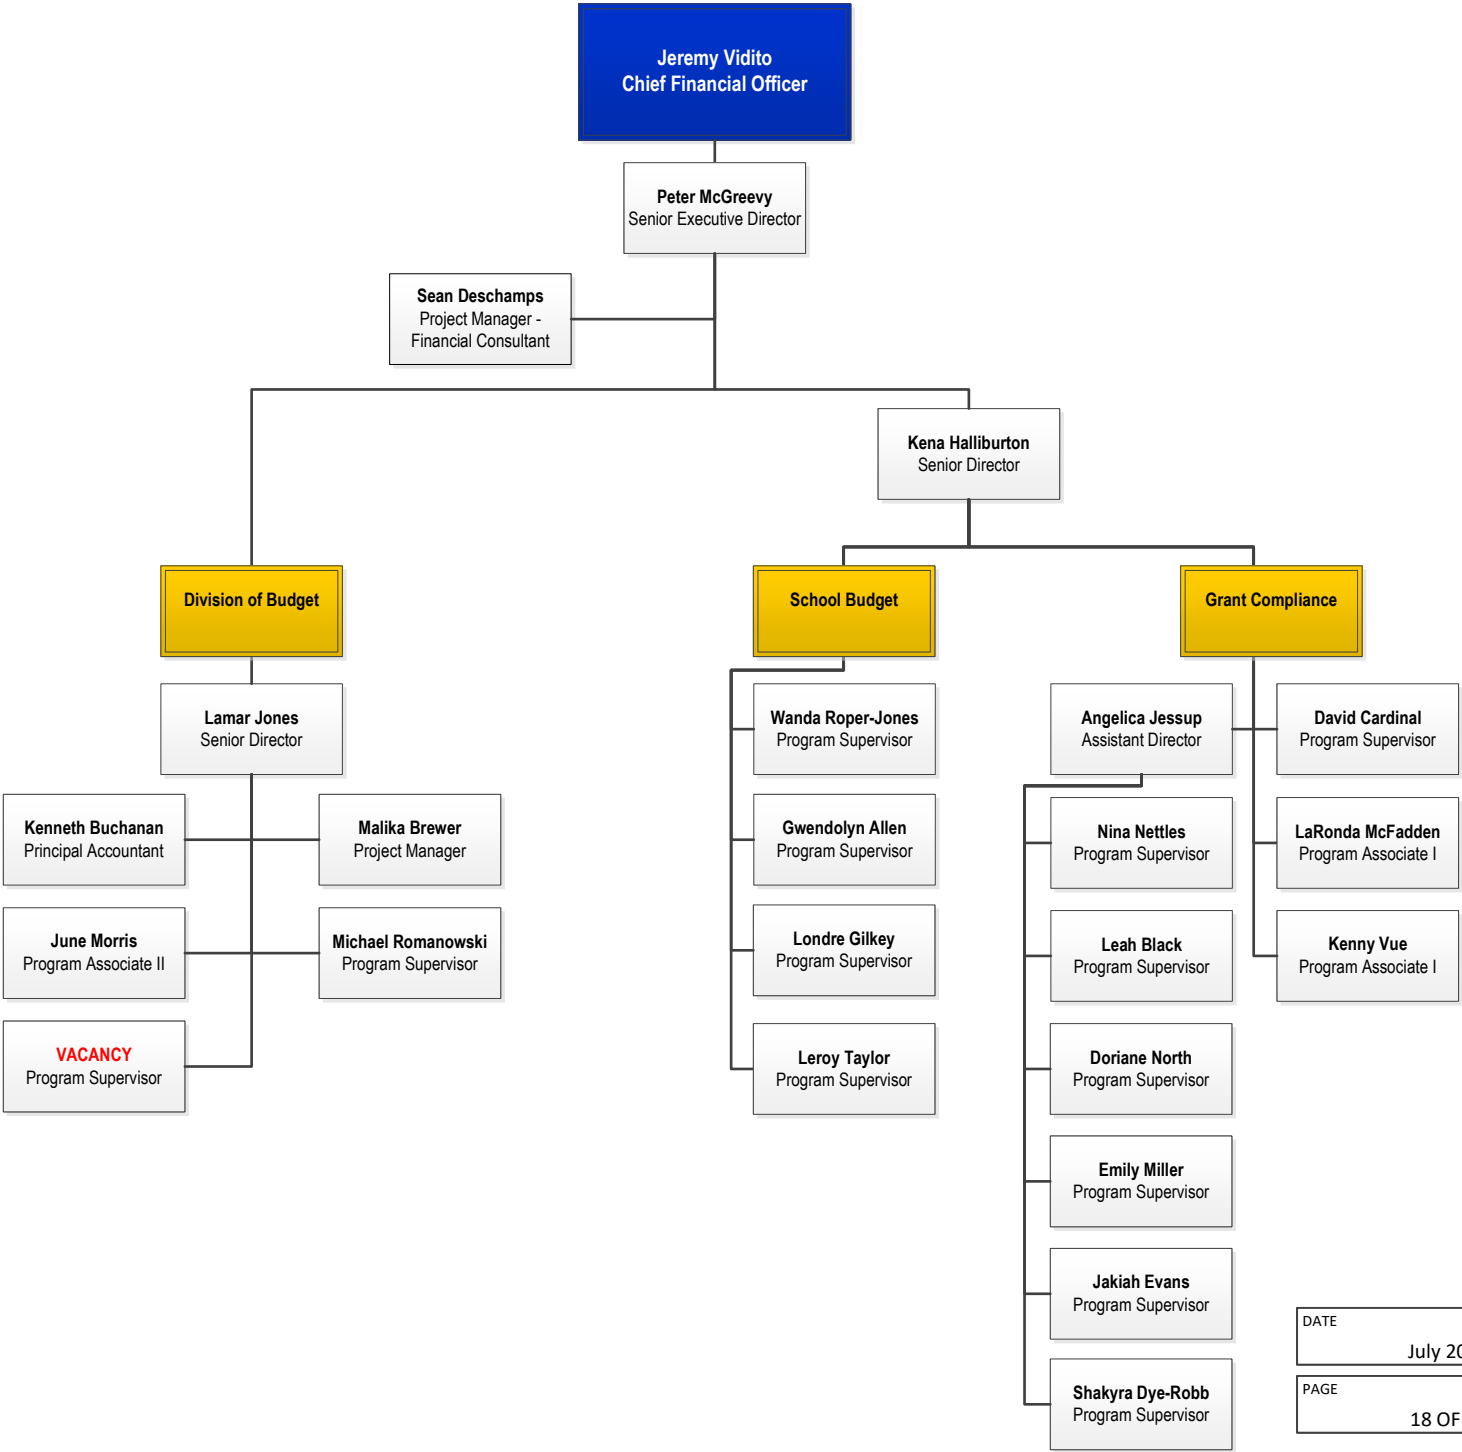 Jeremy Vidito
Chief Financial Officer
Peter McGreevy
Senior Executive Director
Sean Deschamps
Project Manager -
Financial Consultant
Kena Halliburton
Senior Director
Division of Budget
School Budget
Grant Compliance
Lamar Jones
Senior Director
Kenneth Buchanan
Principal Accountant
Malika Brewer
Project Manager
June Morris
Program Associate II
Michael Romanowski
Program Supervisor
VACANCY
Program Supervisor
Wanda Roper-Jones
Program Supervisor
Gwendolyn Allen
Program Supervisor
Londre Gilkey
Program Supervisor
Leroy Taylor
Program Supervisor
Angelica Jessup
Assistant Director
David Cardinal
Program Supervisor
Nina Nettles
Program Supervisor
LaRonda McFadden
Program Associate I
Leah Black
Program Supervisor
Kenny Vue
Program Associate I
Doriane North
Program Supervisor
Emily Miller
Program Supervisor
Jakiah Evans
Program Supervisor
Shakyra Dye-Robb
Program Supervisor
DATE
July
PAGE
18 OF